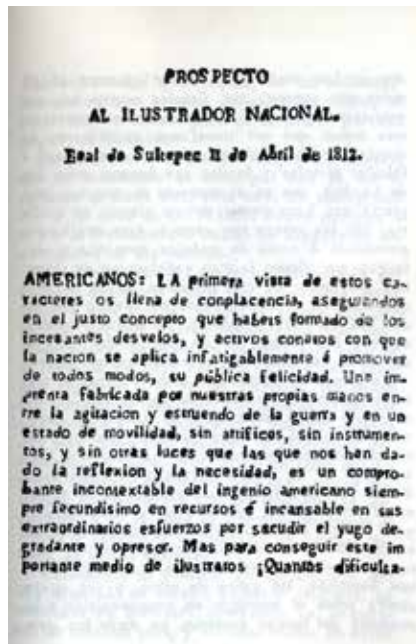 PROSPECTO
AL ILUSTRADOR NACIONAL.
Real de Sultepec II de Abril de 1812.
AMERICANOS: LA primera vista de estos ca-
racteres os llena de conplacencia, asegurandos
en el justo concepto que habeis formado de los
incesantes desvelos, y activos conatos con que
la nacion se aplica infatigablemente é promover
de todos modos, su pública felicidad. Una im-
prenta fabricada por nuestras propias manos en-
tre la agitacion y estruendo de la guerra y en un
estado de movilidad, sin artifices, sin instrumen-
tos, y sin otras luces que las que nos han da-
do la reflexion y la necesidad, es un compro-
bante incontextable del ingenio americano siem-
pre fecundisimo en recursos é incansable en sus
extraordinarios esfuerzos por sacudir el yugo de-
gradante y opresor. Mas para conseguir este im
portante medio de ilustraros ¡Quantas dificulta-